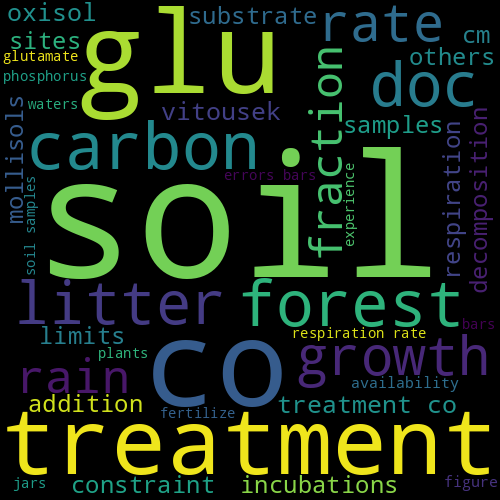 oxisol
glu
substrate
rate
cm
sites
others
glutamate
doc
phosphorus
waters
vitousek
fraction
samples
mollisols
carbon
respiration
decomposition
errors bars
experience
soil samples
soil
litter
forest
limits
co
respiration rate
bars
plants
growth
rain
availability
addition
fertilize
treatment co
treatment
jars
constraint
incubations
figure